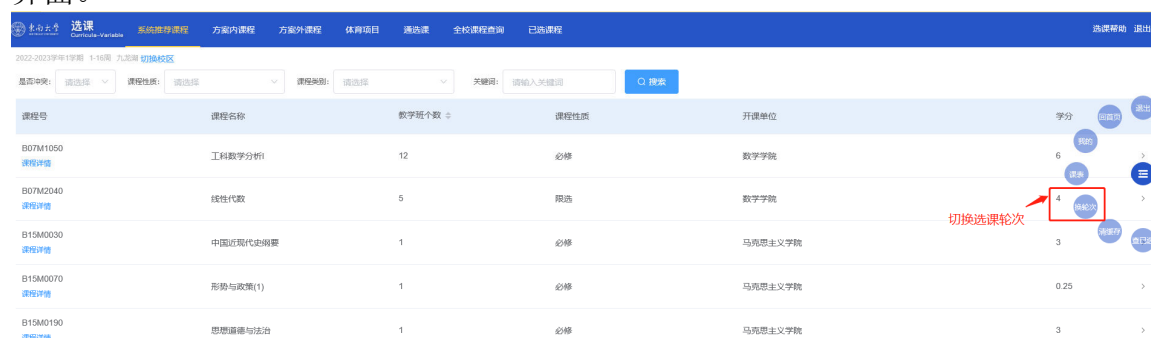 界面。
东南大学 选课 Curricula-Variable 系统推荐课程 方案内课程 方案外课程 体育项目 通选课 全校课程查询 已选课程 选课帮助 退出
2022-2023学年1学期 1-16周 九龙湖 切换校区
是否冲突: 请选择 课程性质: 请选择 课程类别: 请选择 关键词: 请输入关键词 搜索
课程号 课程名称 教学班个数 课程性质 开课单位 学分 回首页 退出
我的
B07M1050 工科数学分析I 12 必修 数学学院 6
课程详情
课表
B07M2040 线性代数 5 限选 数学学院 4
课程详情
换轮次
切换选课轮次
清缓存
B15M0030 中国近现代史纲要 1 必修 马克思主义学院 3
课程详情
B15M0070 形势与政策(1) 1 必修 马克思主义学院 0.25
课程详情
B15M0190 思想道德与法治 1 必修 马克思主义学院 3
课程详情